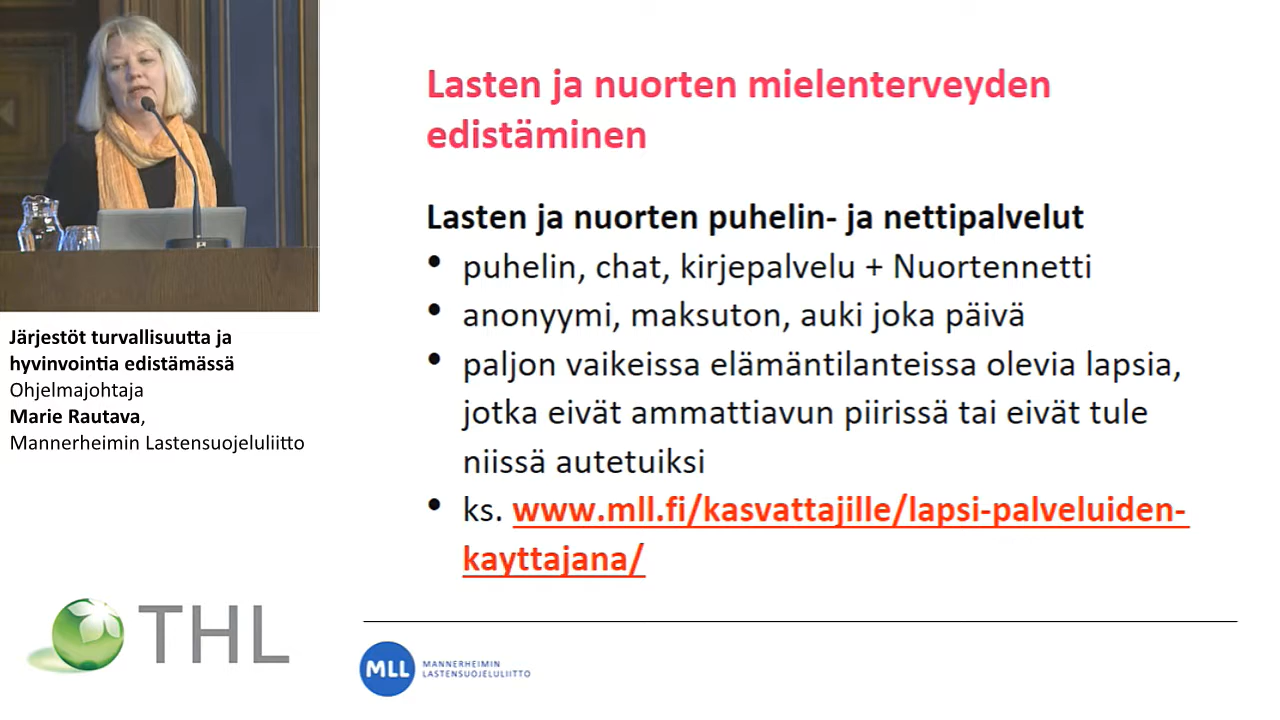 Lasten ja nuorten mielenterveyden
edistäminen
Lasten ja nuorten puhelin- ja nettipalvelut
• puhelin, chat, kirjepalvelu + Nuortennetti
• anonyymi, maksuton, auki joka päivä
• paljon vaikeissa elämäntilanteissa olevia lapsia,
jotka eivät ammattiavun piirissä tai eivät tule
niissä autetuiksi
• ks. www.mll.fi/kasvattajille/lapsi-palveluiden-
kayttajana/
Järjestöt turvallisuutta ja
hyvinvointia edistämässä
Ohjelmajohtaja
Marie Rautava,
Mannerheimin Lastensuojeluliitto
THL
MLL
MANNERHEIMIN
LASTENSUOJELULIITTO